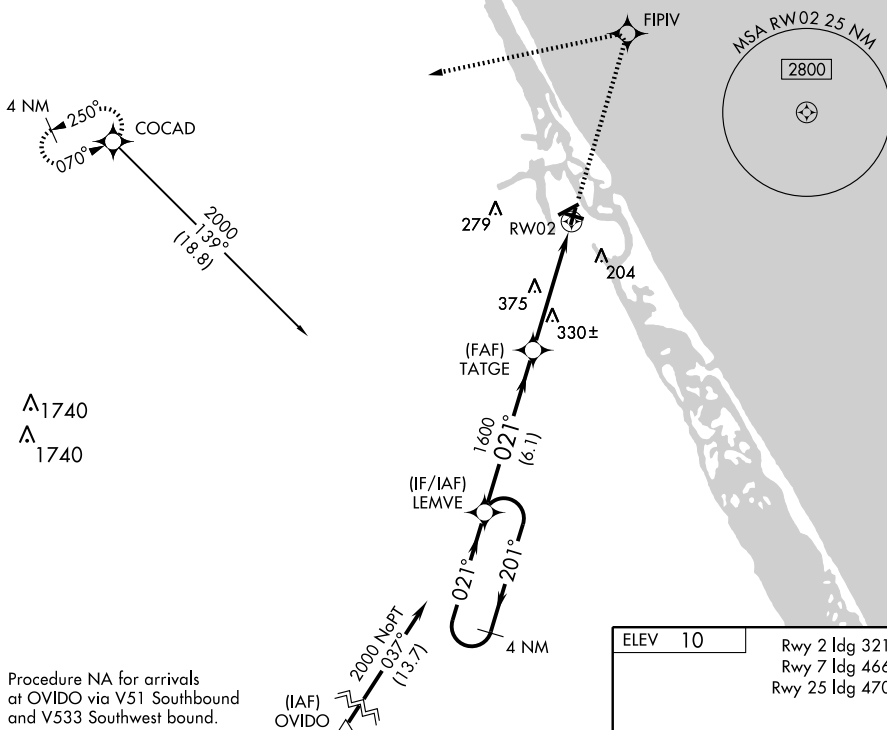 FIPIV
MSA RW02 25 NM
2800
4 NM
250°
070°
COCAD
2000
139°
(18.8)
279
RW02
204
375
330±
(FAF)
TATGE
1740
1740
1600
021°
(6.1)
(IF/IAF)
LEMVE
021°
201°
4 NM
2000 NoPT
037°
(13.7)
(IAF)
OVIDO
Procedure NA for arrivals
at OVIDO via V51 Southbound
and V533 Southwest bound.
ELEV 10
Rwy 2 ldg 321
Rwy 7 ldg 466
Rwy 25 ldg 470